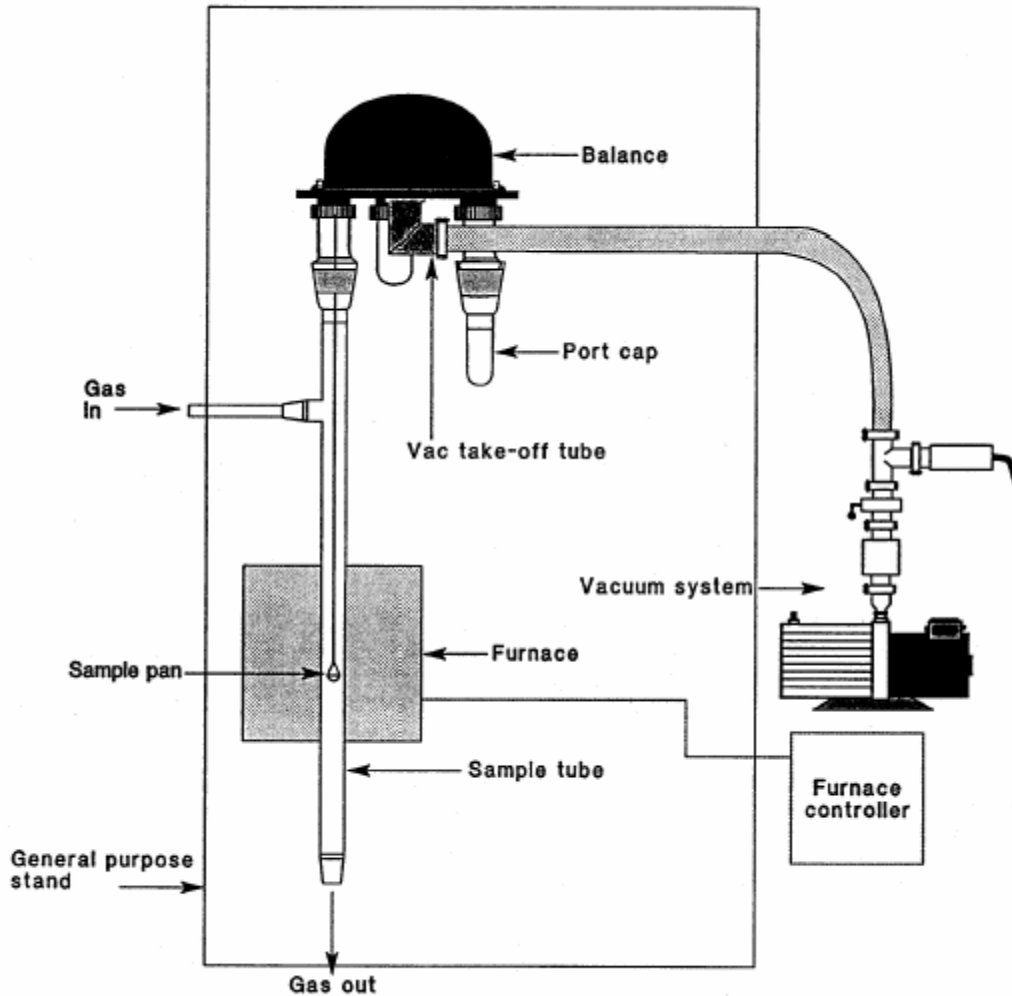 Balance
Port cap
Gas
In
Vac take-off tube
Vacuum system
Furnace
Sample pan
Sample tube
Furnace
controller
General purpose
stand
Gas out